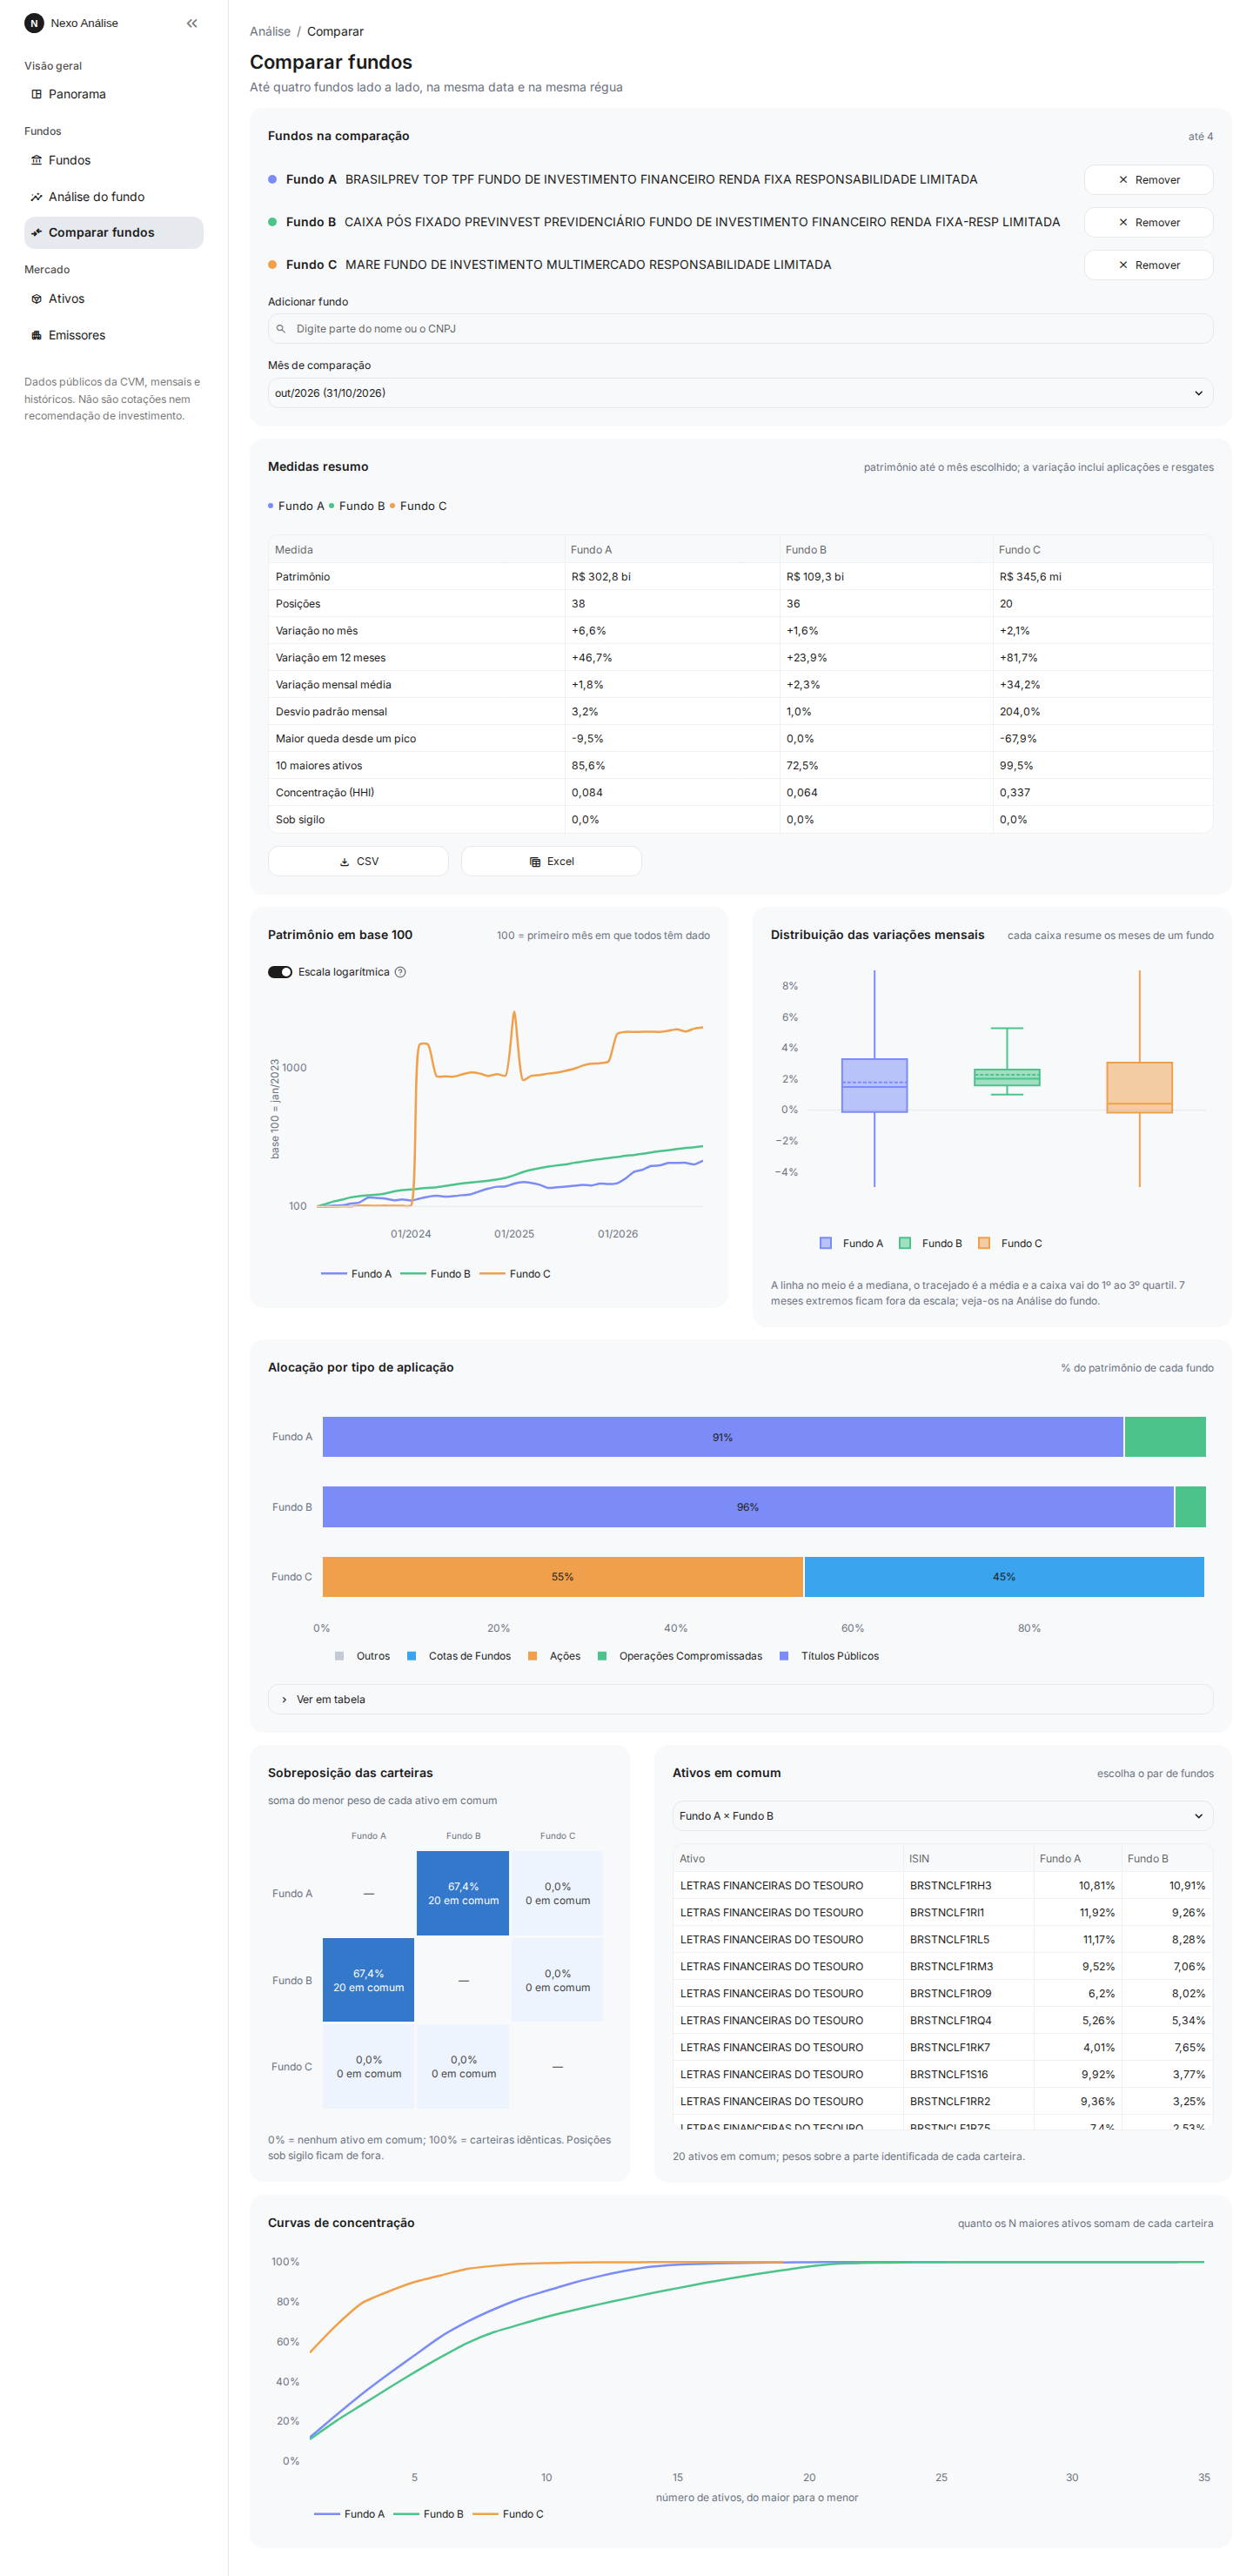 N Nexo Análise
Visão geral
Panorama
Fundos
Fundos
Análise do fundo
Comparar fundos
Mercado
Ativos
Emissores
Dados públicos da CVM, mensais e
históricos. Não são cotações nem
recomendação de investimento.
Análise / Comparar
Comparar fundos
Até quatro fundos lado a lado, na mesma data e na mesma régua
Fundos na comparação até 4
Fundo A BRASILPREV TOP TPF FUNDO DE INVESTIMENTO FINANCEIRO RENDA FIXA RESPONSABILIDADE LIMITADA Remover
Fundo B CAIXA PÓS FIXADO PREVINVEST PREVIDENCIÁRIO FUNDO DE INVESTIMENTO FINANCEIRO RENDA FIXA-RESP LIMITADA Remover
Fundo C MARE FUNDO DE INVESTIMENTO MULTIMERCADO RESPONSABILIDADE LIMITADA Remover
Adicionar fundo
Digite parte do nome ou o CNPJ
Mês de comparação
out/2026 (31/10/2026)
Medidas resumo patrimônio até o mês escolhido; a variação inclui aplicações e resgates
Fundo A Fundo B Fundo C
Medida Fundo A Fundo B Fundo C
Patrimônio R$ 302,8 bi R$ 109,3 bi R$ 345,6 mi
Posições 38 36 20
Variação no mês +6,6% +1,6% +2,1%
Variação em 12 meses +46,7% +23,9% +81,7%
Variação mensal média +1,8% +2,3% +34,2%
Desvio padrão mensal 3,2% 1,0% 204,0%
Maior queda desde um pico -9,5% 0,0% -67,9%
10 maiores ativos 85,6% 72,5% 99,5%
Concentração (HHI) 0,084 0,064 0,337
Sob sigilo 0,0% 0,0% 0,0%
CSV Excel
Patrimônio em base 100 100 = primeiro mês em que todos têm dado
Escala logarítmica ?
base 100 = jan/2023
1000
100
01/2024 01/2025 01/2026
Fundo A Fundo B Fundo C
Distribuição das variações mensais cada caixa resume os meses de um fundo
8%
6%
4%
2%
0%
−2%
−4%
Fundo A Fundo B Fundo C
A linha no meio é a mediana, o tracejado é a média e a caixa vai do 1º ao 3º quartil. 7
meses extremos ficam fora da escala; veja-os na Análise do fundo.
Alocação por tipo de aplicação % do patrimônio de cada fundo
Fundo A 91%
Fundo B 96%
Fundo C 55% 45%
0% 20% 40% 60% 80%
Outros Cotas de Fundos Ações Operações Compromissadas Títulos Públicos
Ver em tabela
Sobreposição das carteiras
soma do menor peso de cada ativo em comum
Fundo A Fundo B Fundo C
Fundo A — 67,4% 0,0%
20 em comum 0 em comum
Fundo B 67,4% — 0,0%
20 em comum 0 em comum
Fundo C 0,0% 0,0% —
0 em comum 0 em comum
0% = nenhum ativo em comum; 100% = carteiras idênticas. Posições
sob sigilo ficam de fora.
Ativos em comum escolha o par de fundos
Fundo A × Fundo B
Ativo ISIN Fundo A Fundo B
LETRAS FINANCEIRAS DO TESOURO BRSTNCLF1RH3 10,81% 10,91%
LETRAS FINANCEIRAS DO TESOURO BRSTNCLF1RI1 11,92% 9,26%
LETRAS FINANCEIRAS DO TESOURO BRSTNCLF1RL5 11,17% 8,28%
LETRAS FINANCEIRAS DO TESOURO BRSTNCLF1RM3 9,52% 7,06%
LETRAS FINANCEIRAS DO TESOURO BRSTNCLF1RO9 6,2% 8,02%
LETRAS FINANCEIRAS DO TESOURO BRSTNCLF1RQ4 5,26% 5,34%
LETRAS FINANCEIRAS DO TESOURO BRSTNCLF1RK7 4,01% 7,65%
LETRAS FINANCEIRAS DO TESOURO BRSTNCLF1S16 9,92% 3,77%
LETRAS FINANCEIRAS DO TESOURO BRSTNCLF1RR2 9,36% 3,25%
LETRAS FINANCEIRAS DO TESOURO BRSTNCLF1RZ5 7,4% 2,53%
20 ativos em comum; pesos sobre a parte identificada de cada carteira.
Curvas de concentração quanto os N maiores ativos somam de cada carteira
100%
80%
60%
40%
20%
0%
5 10 15 20 25 30 35
número de ativos, do maior para o menor
Fundo A Fundo B Fundo C